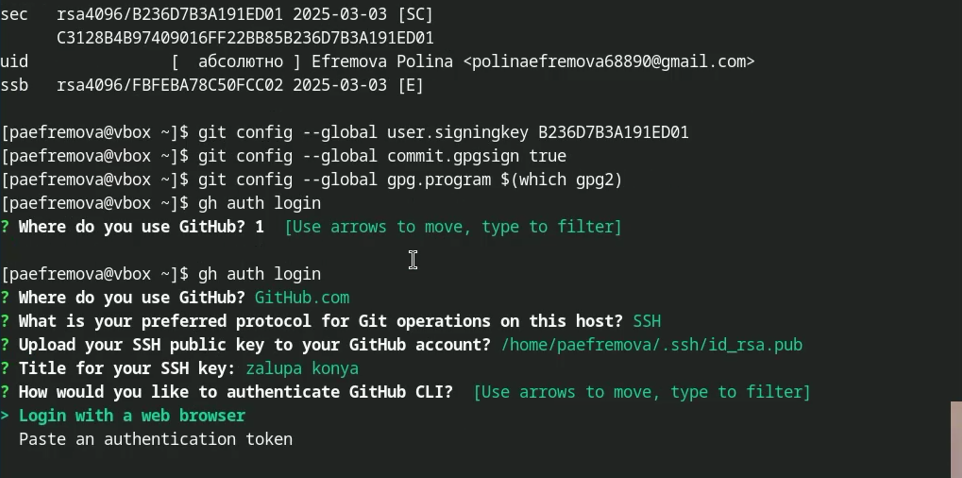 sec rsa4096/B236D7B3A191ED01 2025-03-03 [SC]
C3128B4B97409016FF22BB85B236D7B3A191ED01
uid [ абсолютно ] Efremova Polina <polinaefremova68890@gmail.com>
ssb rsa4096/FBFEBA78C50FCC02 2025-03-03 [E]
[paefremova@vbox ~]$ git config --global user.signingkey B236D7B3A191ED01
[paefremova@vbox ~]$ git config --global commit.gpgsign true
[paefremova@vbox ~]$ git config --global gpg.program $(which gpg2)
[paefremova@vbox ~]$ gh auth login
? Where do you use GitHub? 1 [Use arrows to move, type to filter]
[paefremova@vbox ~]$ gh auth login
? Where do you use GitHub? GitHub.com
? What is your preferred protocol for Git operations on this host? SSH
? Upload your SSH public key to your GitHub account? /home/paefremova/.ssh/id_rsa.pub
? Title for your SSH key: zalupa konya
? How would you like to authenticate GitHub CLI? [Use arrows to move, type to filter]
> Login with a web browser
Paste an authentication token